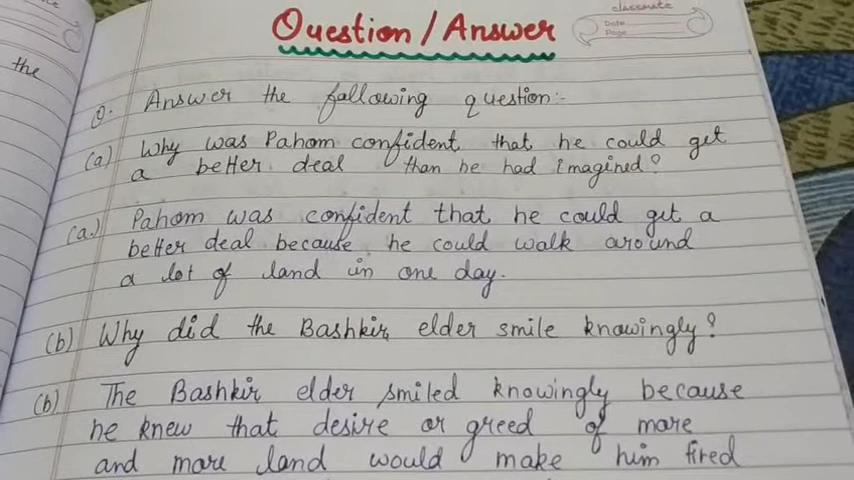 the
classmate
Date
Page
Question / Answer
Q. Answer the following question:-
(a) Why was Pahom confident that he could get
a better deal than he had imagined?
(a.) Pahom was confident that he could get a
better deal because he could walk around
a lot of land in one day.
(b) Why did the Bashkir elder smile knowingly?
(b) The Bashkir elder smiled knowingly because
he knew that desire or greed of more
and more land would make him tired